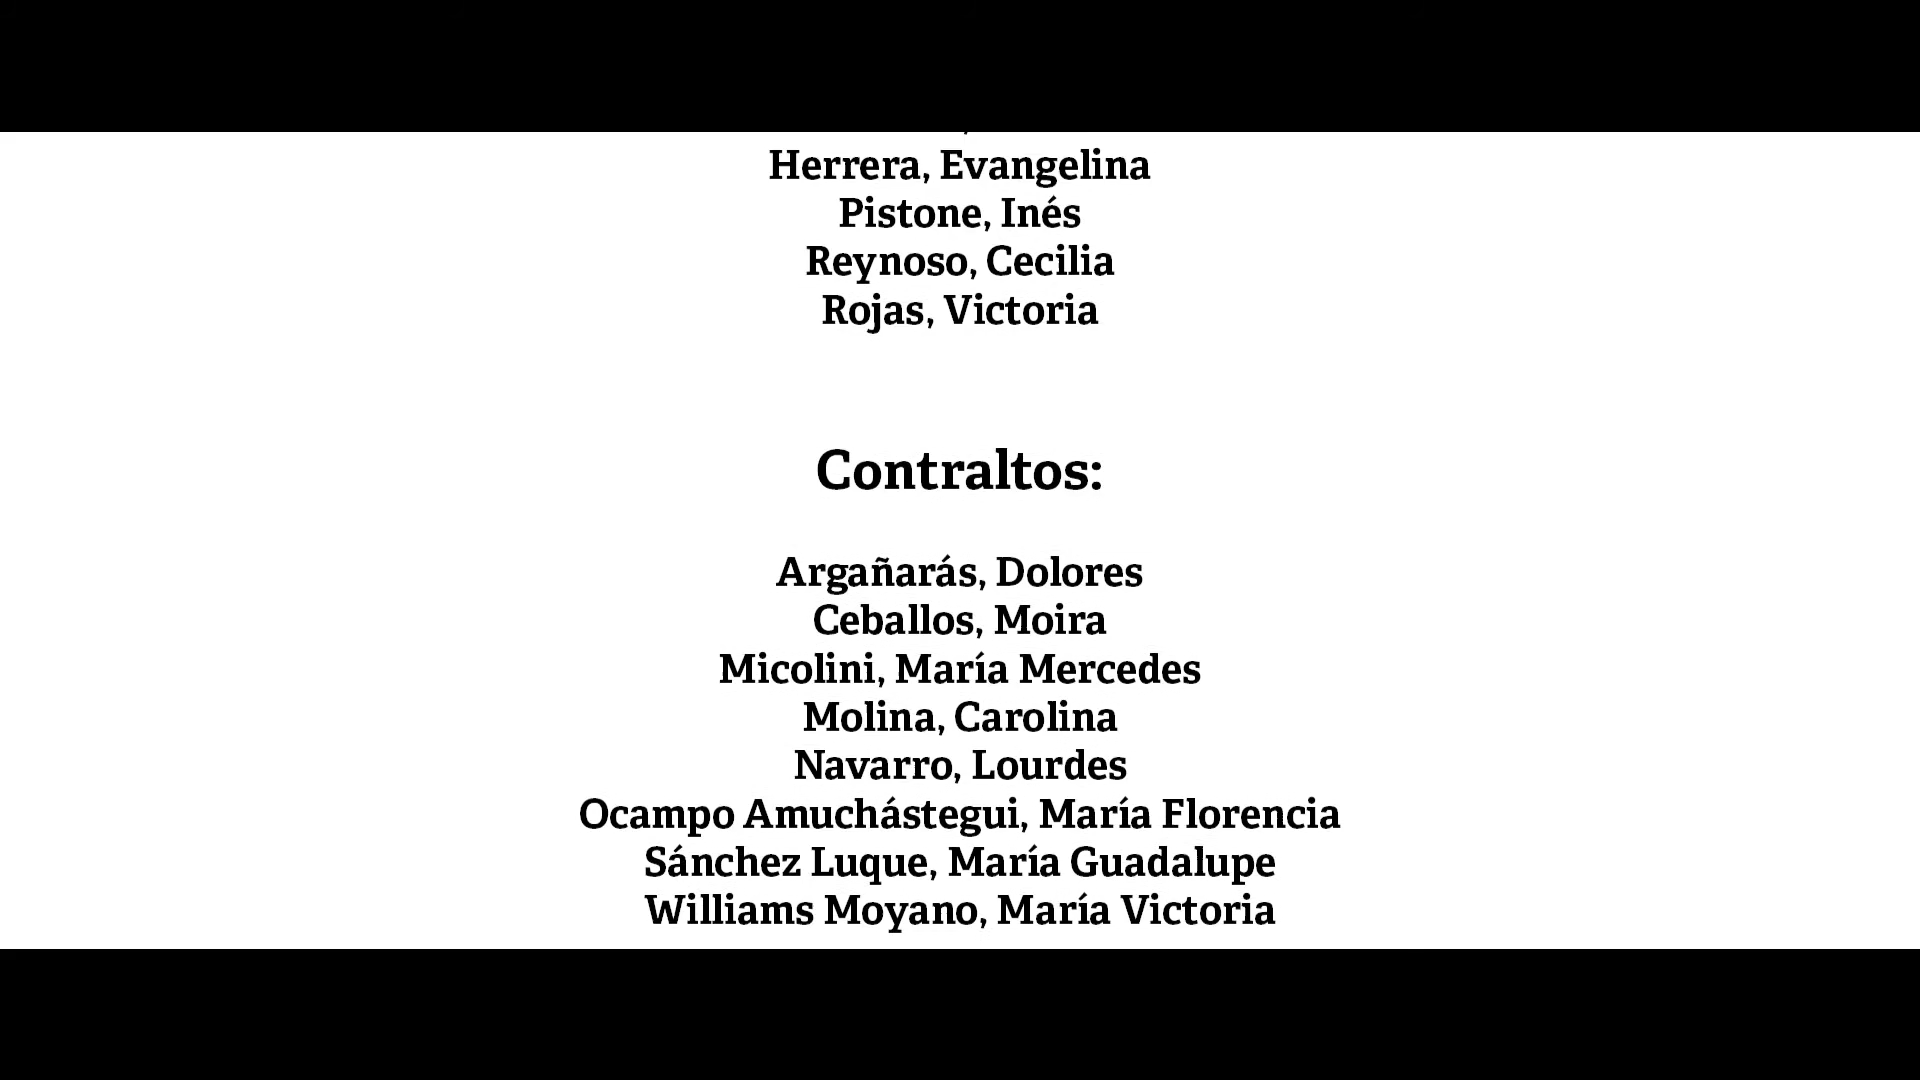 Herrera, Evangelina
Pistone, Inés
Reynoso, Cecilia
Rojas, Victoria
Contraltos:
Argañarás, Dolores
Ceballos, Moira
Micolini, María Mercedes
Molina, Carolina
Navarro, Lourdes
Ocampo Amuchástegui, María Florencia
Sánchez Luque, María Guadalupe
Williams Moyano, María Victoria